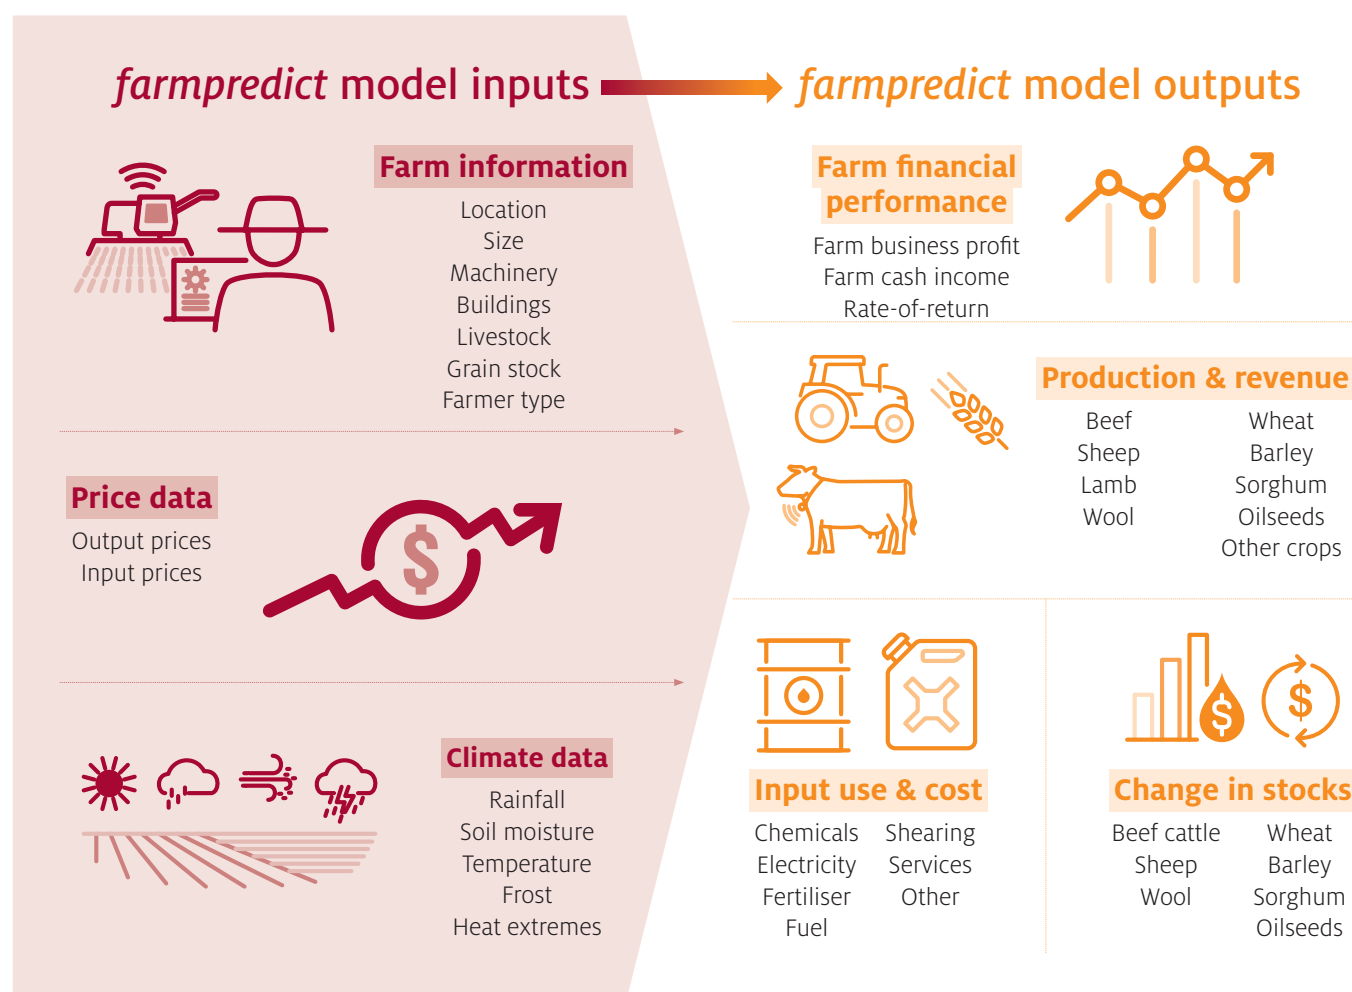 farmpredict model inputs
Farm information
Location
Size
Machinery
Buildings
Livestock
Grain stock
Farmer type
Price data
Output prices
Input prices
$
Climate data
Rainfall
Soil moisture
Temperature
Frost
Heat extremes
farmpredict model outputs
Farm financial
performance
Farm business profit
Farm cash income
Rate-of-return
Production & revenue
Beef
Sheep
Lamb
Wool
Wheat
Barley
Sorghum
Oilseeds
Other crops
Input use & cost
Chemicals
Electricity
Fertiliser
Fuel
Shearing
Services
Other
$
$
Change in stocks
Beef cattle
Sheep
Wool
Wheat
Barley
Sorghum
Oilseeds